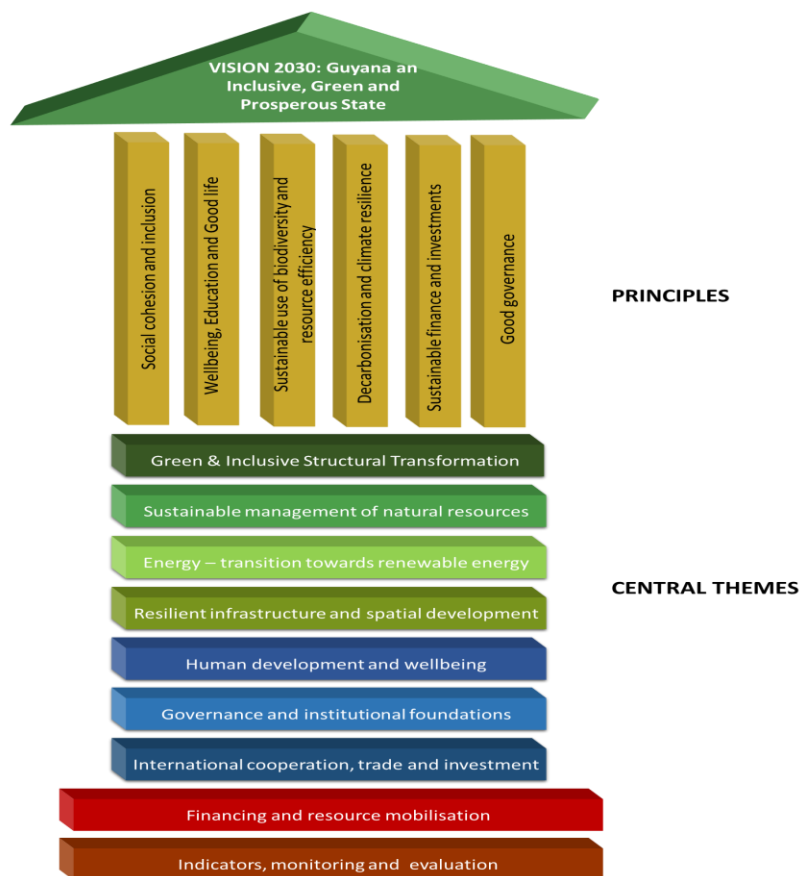 VISION 2030: Guyana an
Inclusive, Green and
Prosperous State
Social cohesion and inclusion
Wellbeing, Education and Good life
Sustainable use of biodiversity and
resource efficiency
Decarbonisation and climate resilience
Sustainable finance and investments
Good governance
PRINCIPLES
Green & Inclusive Structural Transformation
Sustainable management of natural resources
Energy – transition towards renewable energy
CENTRAL THEMES
Resilient infrastructure and spatial development
Human development and wellbeing
Governance and institutional foundations
International cooperation, trade and investment
Financing and resource mobilisation
Indicators, monitoring and evaluation